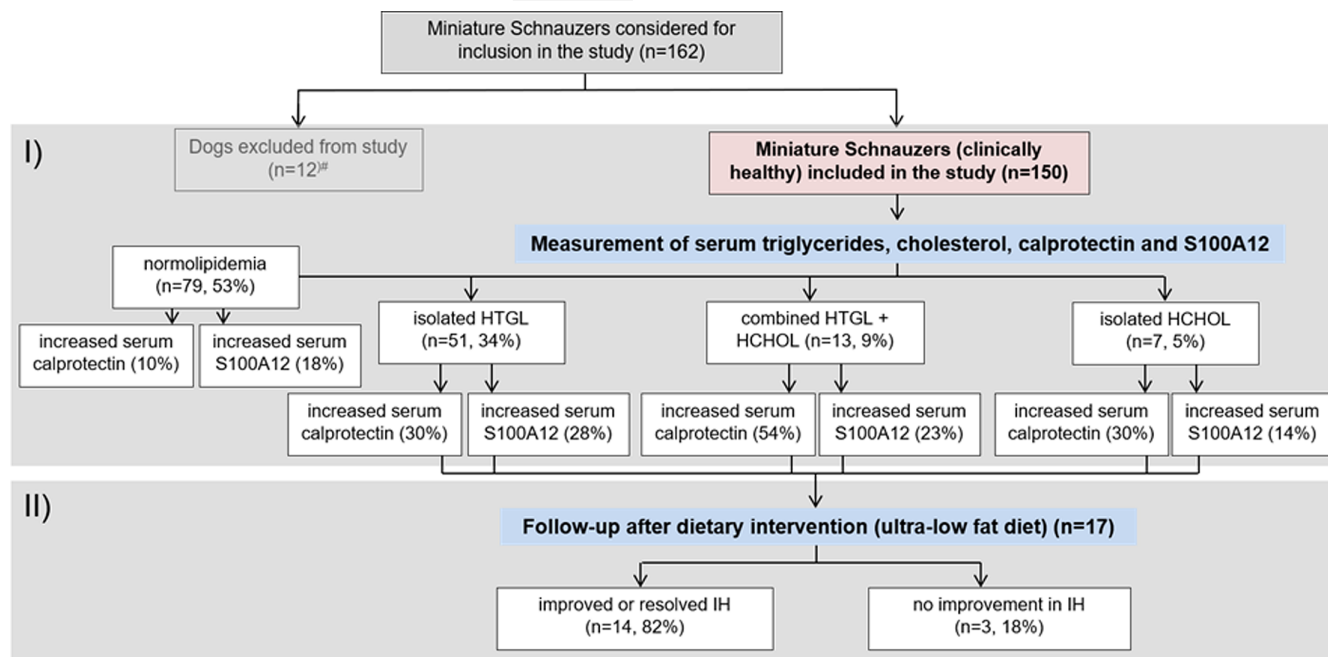 Miniature Schnauzers considered for
inclusion in the study (n=162)
I)
Dogs excluded from study
(n=12)#
Miniature Schnauzers (clinically
healthy) included in the study (n=150)
Measurement of serum triglycerides, cholesterol, calprotectin and S100A12
normolipidemia
(n=79, 53%)
increased serum
calprotectin (10%)
increased serum
S100A12 (18%)
isolated HTGL
(n=51, 34%)
increased serum
calprotectin (30%)
increased serum
S100A12 (28%)
combined HTGL +
HCHOL (n=13, 9%)
increased serum
calprotectin (54%)
increased serum
S100A12 (23%)
isolated HCHOL
(n=7, 5%)
increased serum
calprotectin (30%)
increased serum
S100A12 (14%)
II)
Follow-up after dietary intervention (ultra-low fat diet) (n=17)
improved or resolved IH
(n=14, 82%)
no improvement in IH
(n=3, 18%)